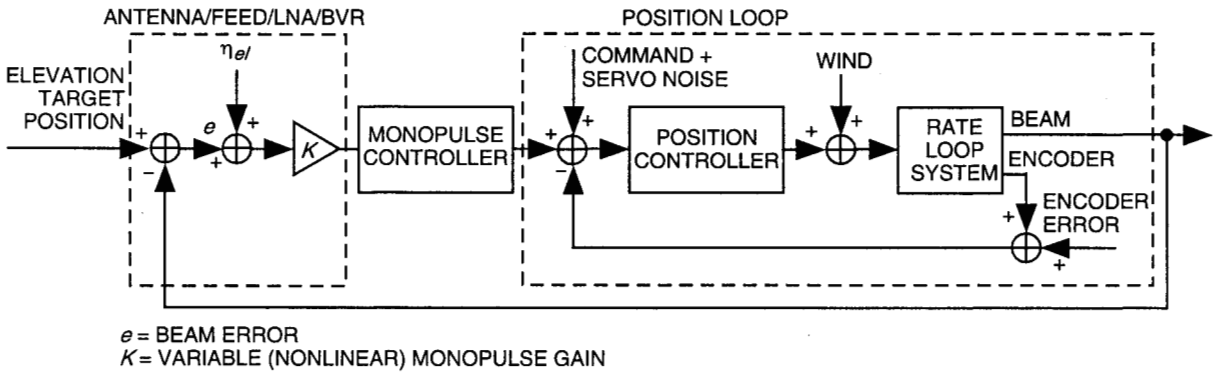 ANTENNA/FEED/LNA/BVR
POSITION LOOP
ELEVATION
TARGET
POSITION
ηel
COMMAND +
SERVO NOISE
WIND
+
e
+
+
K
MONOPULSE
CONTROLLER
+
+
POSITION
CONTROLLER
+
+
RATE
LOOP
SYSTEM
BEAM
ENCODER
−
−
ENCODER
ERROR
+
+
e = BEAM ERROR
K = VARIABLE (NONLINEAR) MONOPULSE GAIN